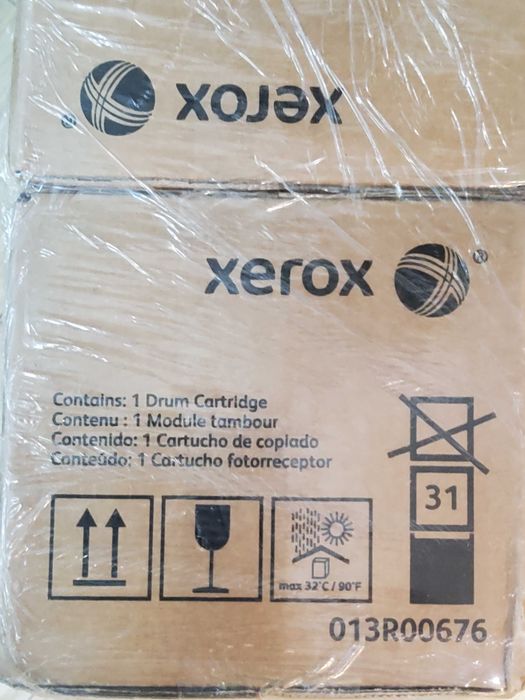 xerox
®
xerox
®
Contains: 1 Drum Cartridge
Contenu : 1 Module tambour
Contenido: 1 Cartucho de copiado
Conteúdo: 1 Cartucho fotorreceptor
31
max 32°C / 90°F
013R00676